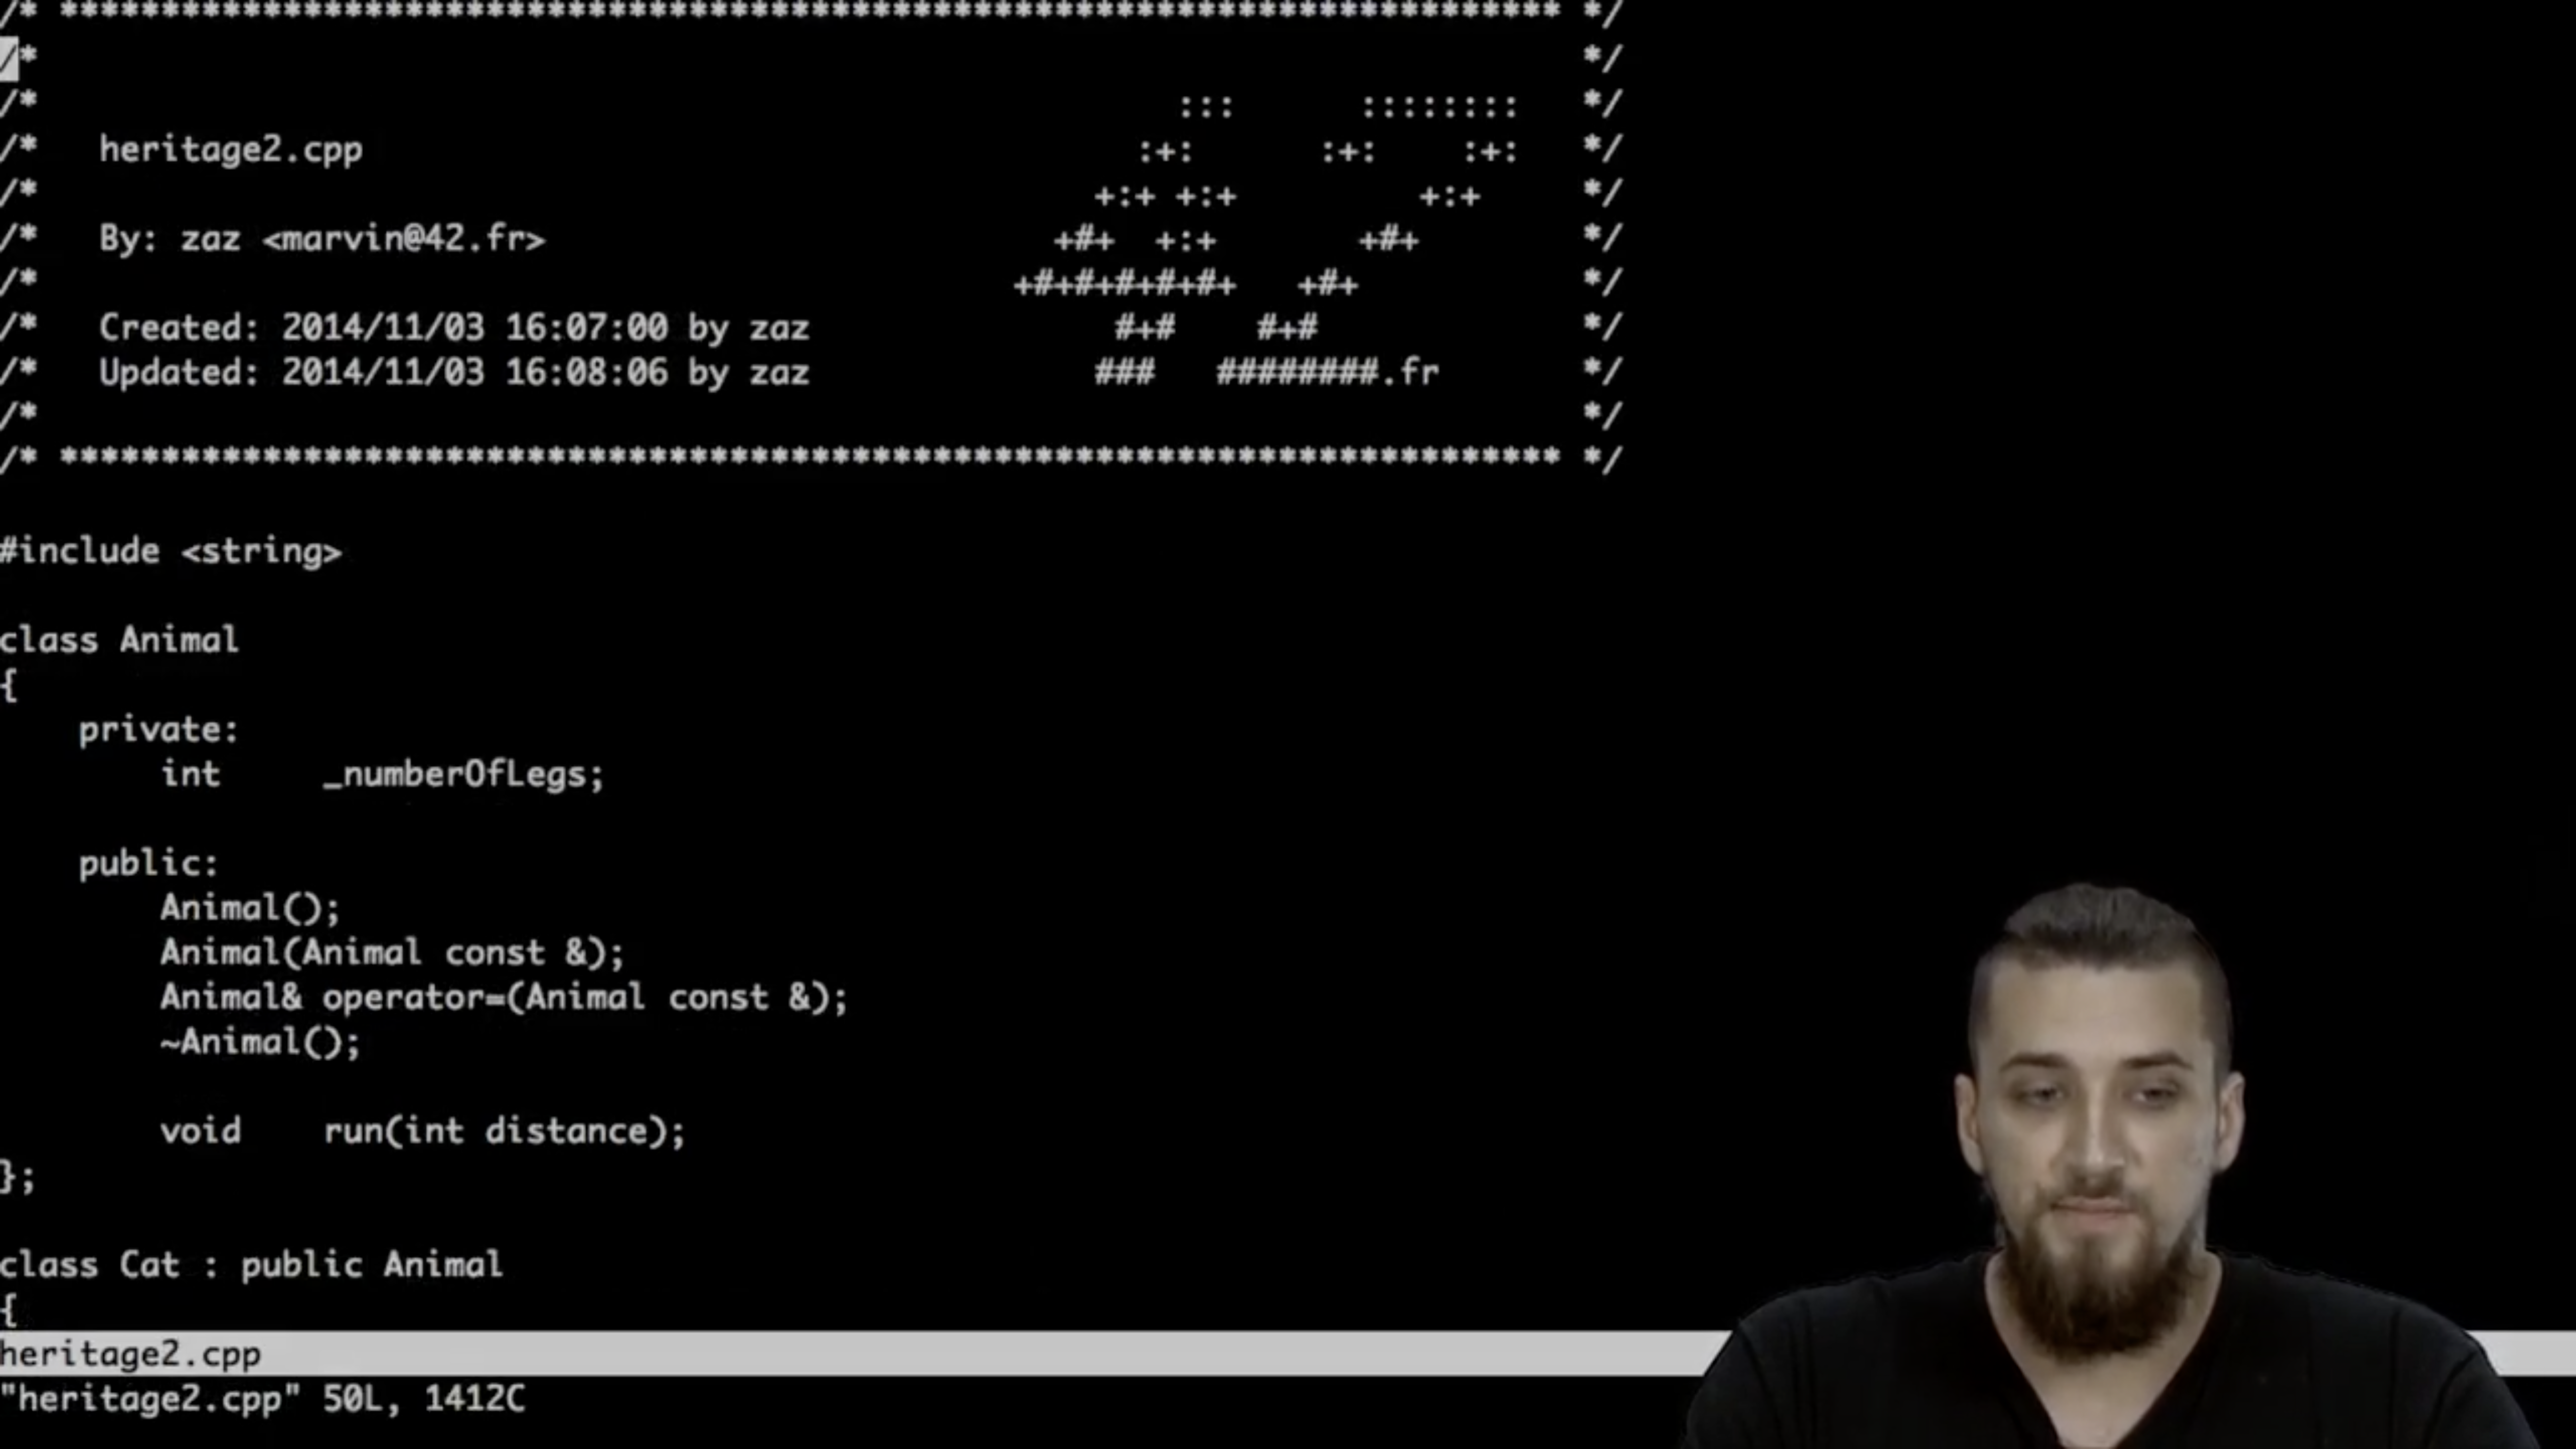 /* ************************************************************************** */
/*                                                                            */
/*                                                        :::      ::::::::   */
/*   heritage2.cpp                                      :+:      :+:    :+:   */
/*                                                    +:+ +:+         +:+     */
/*   By: zaz <marvin@42.fr>                         +#+  +:+       +#+        */
/*                                                +#+#+#+#+#+   +#+           */
/*   Created: 2014/11/03 16:07:00 by zaz               #+#    #+#             */
/*   Updated: 2014/11/03 16:08:06 by zaz              ###   ########.fr       */
/*                                                                            */
/* ************************************************************************** */
#include <string>
class Animal
{
    private:
        int     _numberOfLegs;
    public:
        Animal();
        Animal(Animal const &);
        Animal& operator=(Animal const &);
        ~Animal();
        void    run(int distance);
};
class Cat : public Animal
{
heritage2.cpp
"heritage2.cpp" 50L, 1412C